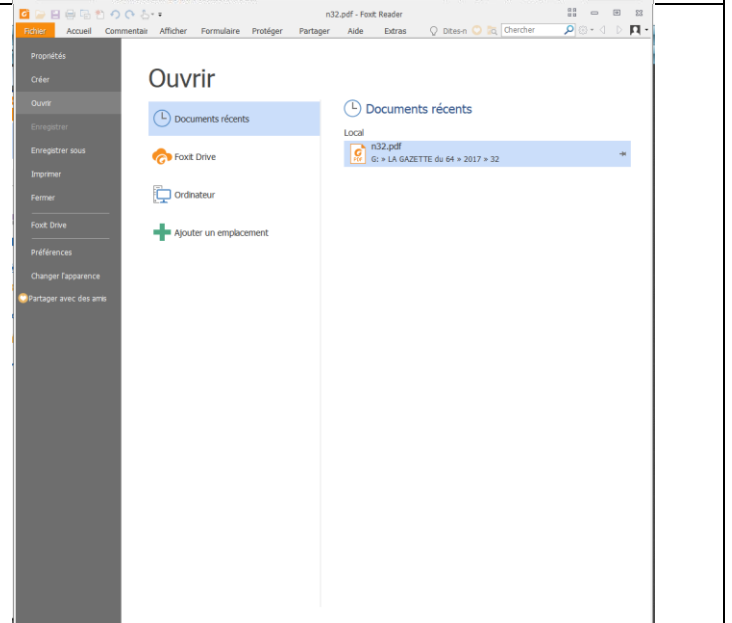 n32.pdf - Foxit Reader
Fichier Accueil Commentair Afficher Formulaire Protéger Partager Aide Extras Dites-n Chercher
Propriétés
Créer
Ouvrir
Enregistrer
Enregistrer sous
Imprimer
Fermer
Foxit Drive
Préférences
Changer l'apparence
Partager avec des amis
Ouvrir
Documents récents
Foxit Drive
Ordinateur
Ajouter un emplacement
Documents récents
Local
n32.pdf
G: » LA GAZETTE du 64 » 2017 » 32
PDF